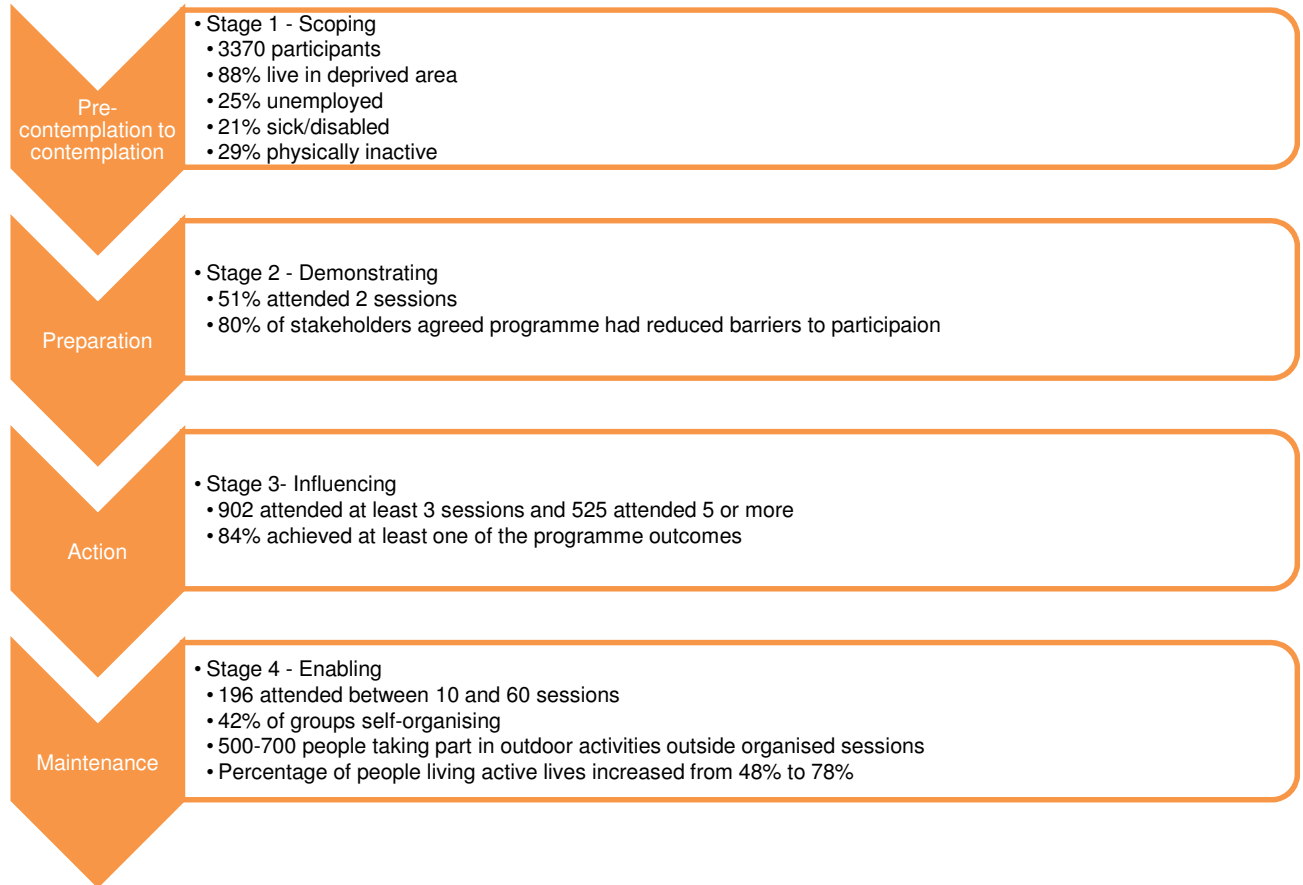 Pre-
contemplation to
contemplation
• Stage 1 - Scoping
• 3370 participants
• 88% live in deprived area
• 25% unemployed
• 21% sick/disabled
• 29% physically inactive
Preparation
• Stage 2 - Demonstrating
• 51% attended 2 sessions
• 80% of stakeholders agreed programme had reduced barriers to participaion
Action
• Stage 3- Influencing
• 902 attended at least 3 sessions and 525 attended 5 or more
• 84% achieved at least one of the programme outcomes
Maintenance
• Stage 4 - Enabling
• 196 attended between 10 and 60 sessions
• 42% of groups self-organising
• 500-700 people taking part in outdoor activities outside organised sessions
• Percentage of people living active lives increased from 48% to 78%